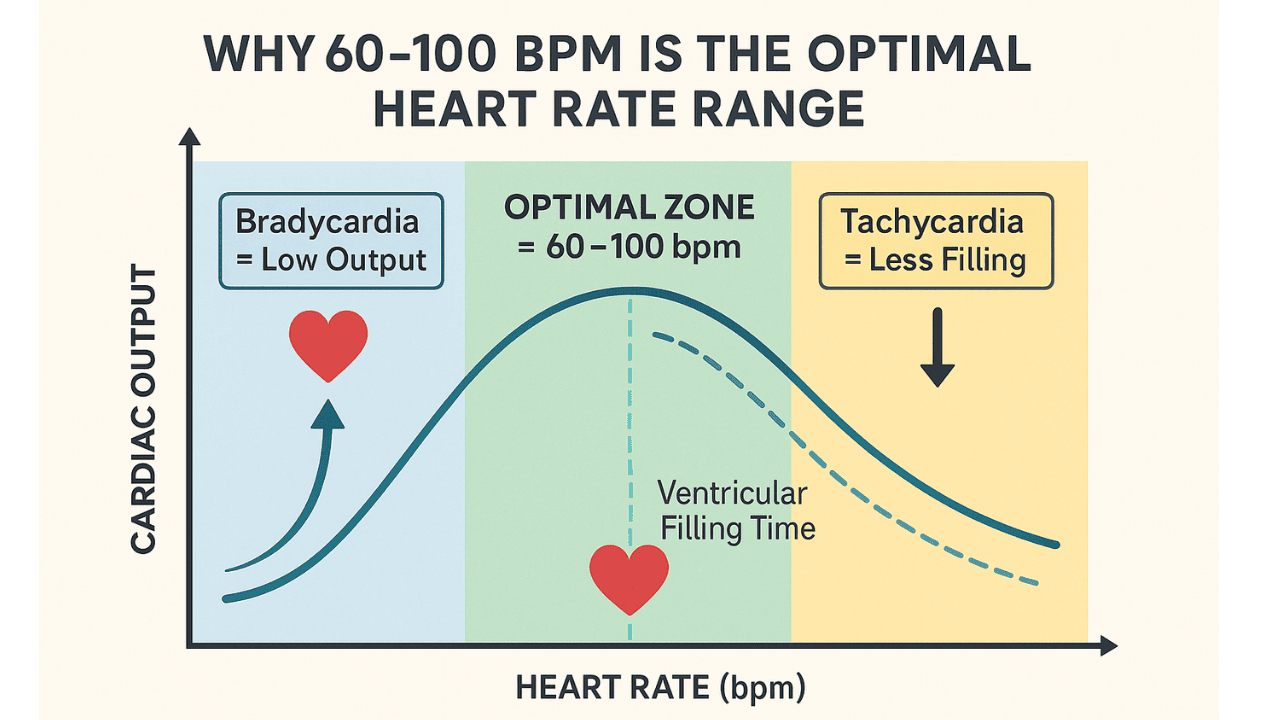 WHY 60–100 BPM IS THE OPTIMAL
HEART RATE RANGE
Bradycardia
= Low Output
OPTIMAL ZONE
= 60–100 bpm
Tachycardia
= Less Filling
CARDIAC OUTPUT
Ventricular
Filling Time
HEART RATE (bpm)